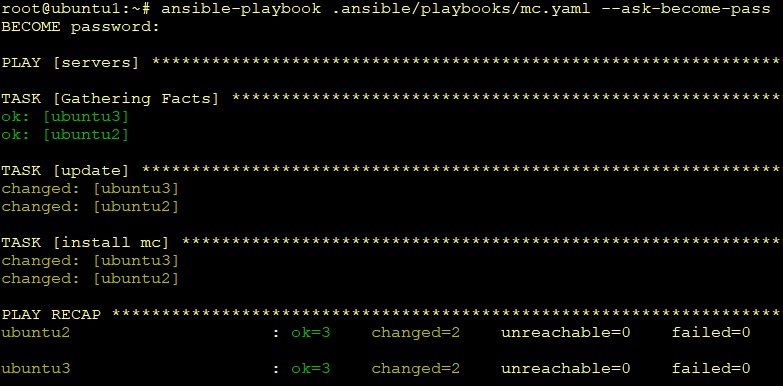 root@ubuntu1:~# ansible-playbook .ansible/playbooks/mc.yaml --ask-become-pass
BECOME password:
PLAY [servers] ***************************************************************
TASK [Gathering Facts] *******************************************************
ok: [ubuntu3]
ok: [ubuntu2]
TASK [update] ****************************************************************
changed: [ubuntu3]
changed: [ubuntu2]
TASK [install mc] ************************************************************
changed: [ubuntu3]
changed: [ubuntu2]
PLAY RECAP *******************************************************************
ubuntu2                    : ok=3    changed=2    unreachable=0    failed=0
ubuntu3                    : ok=3    changed=2    unreachable=0    failed=0